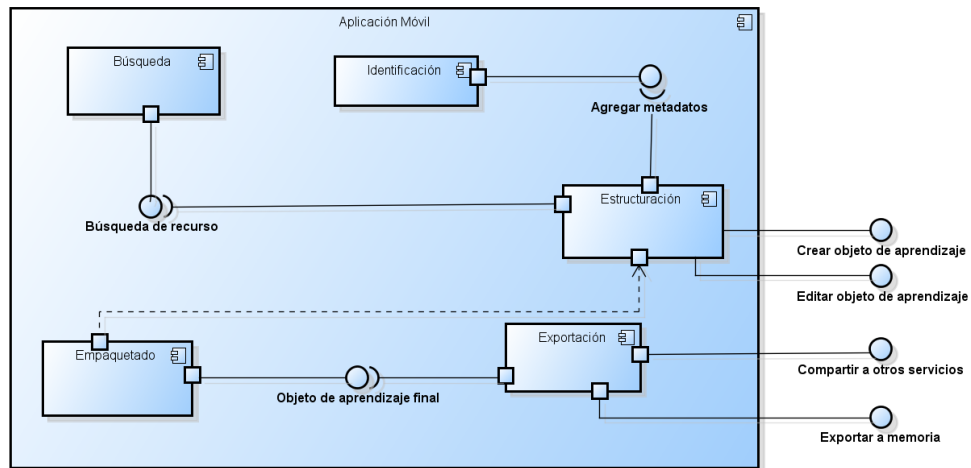 Aplicación Móvil
Búsqueda
Identificación
Agregar metadatos
Estructuración
Búsqueda de recurso
Crear objeto de aprendizaje
Editar objeto de aprendizaje
Empaquetado
Exportación
Compartir a otros servicios
Objeto de aprendizaje final
Exportar a memoria